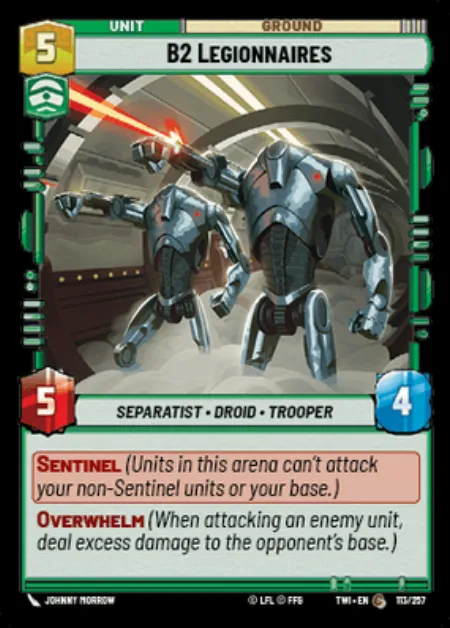 UNIT
GROUND
5
B2 LEGIONNAIRES
5
SEPARATIST • DROID • TROOPER
4
SENTINEL (Units in this arena can't attack
your non-Sentinel units or your base.)
OVERWHELM (When attacking an enemy unit,
deal excess damage to the opponent's base.)
JOHNNY MORROW
© LFL © FFG
TWI • EN
C
113/257